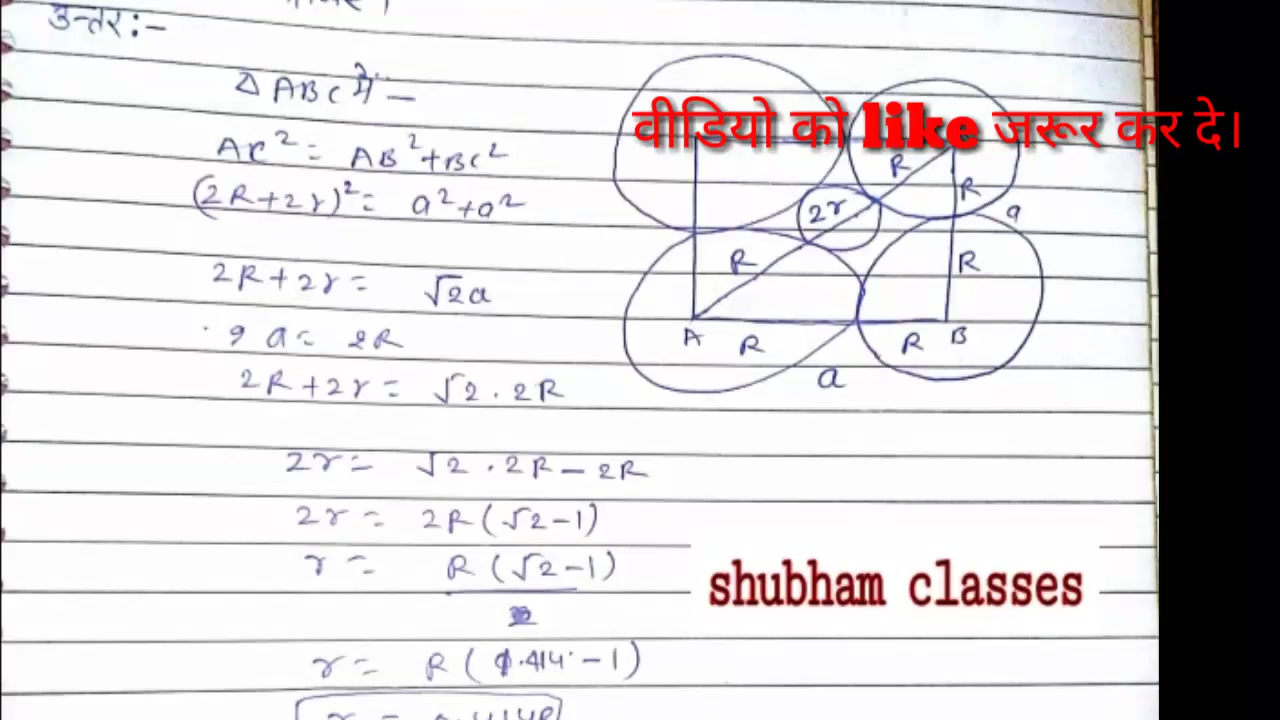 उत्तर:-
△ ABC में -
AC² = AB² + BC²
(2R+2r)² = a² + a²
2R + 2r = √2a
a = 2R
2R + 2r = √2 . 2R
2r = √2 . 2R - 2R
2r = 2R (√2 - 1)
r = R (√2 - 1)
r = R (1.414 - 1)
वीडियो को like जरूर कर दे।
R
R
2r
a
R
R
A
R
R
B
a
shubham classes